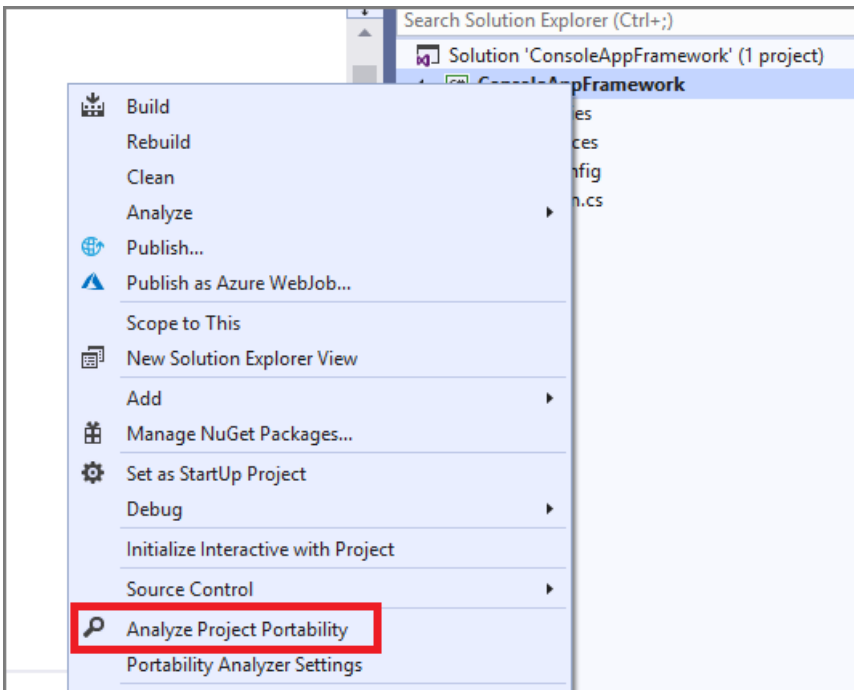 Search Solution Explorer (Ctrl+;)
Solution 'ConsoleAppFramework' (1 project)
ConsoleAppFramework
Build
Rebuild
Clean
Analyze
Publish...
Publish as Azure WebJob...
Scope to This
New Solution Explorer View
Add
Manage NuGet Packages...
Set as StartUp Project
Debug
Initialize Interactive with Project
Source Control
Analyze Project Portability
Portability Analyzer Settings